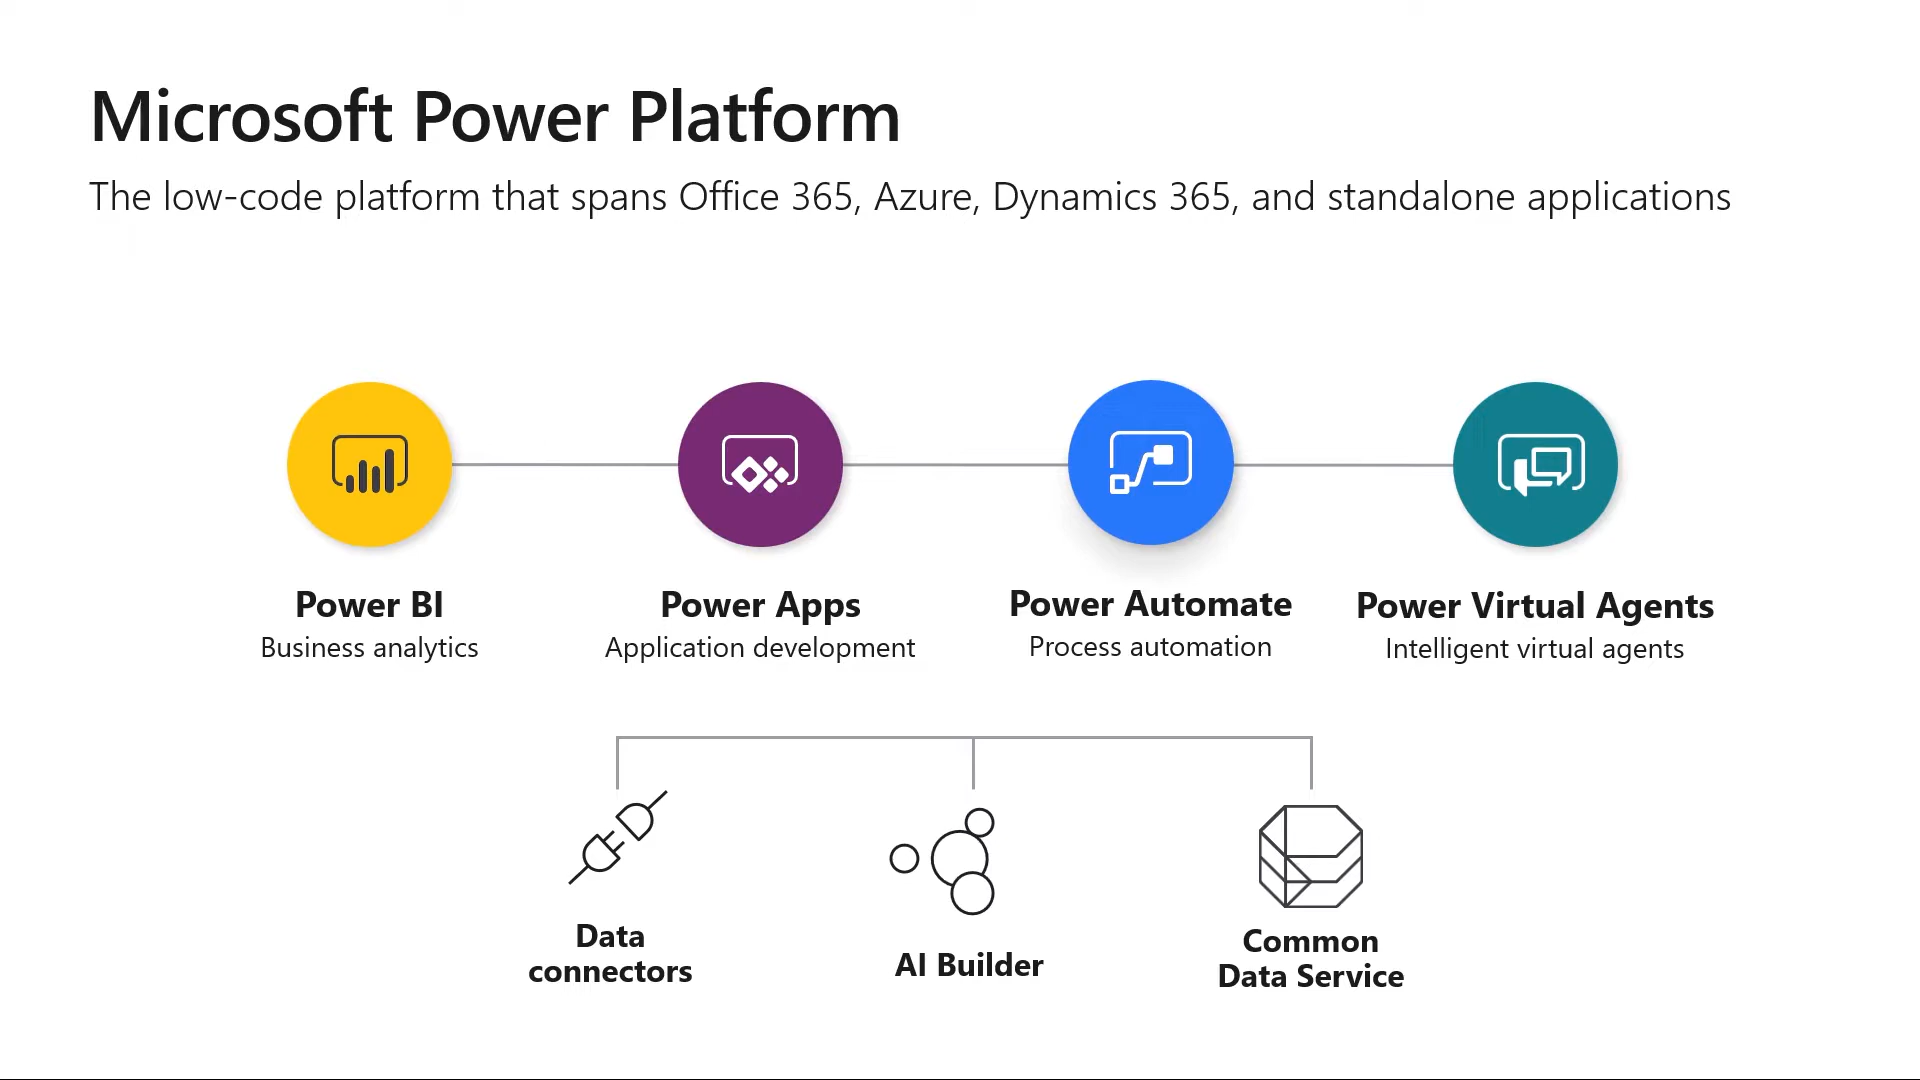 Microsoft Power Platform
The low-code platform that spans Office 365, Azure, Dynamics 365, and standalone applications
Power BI
Business analytics
Power Apps
Application development
Power Automate
Process automation
Power Virtual Agents
Intelligent virtual agents
Data
connectors
AI Builder
Common
Data Service